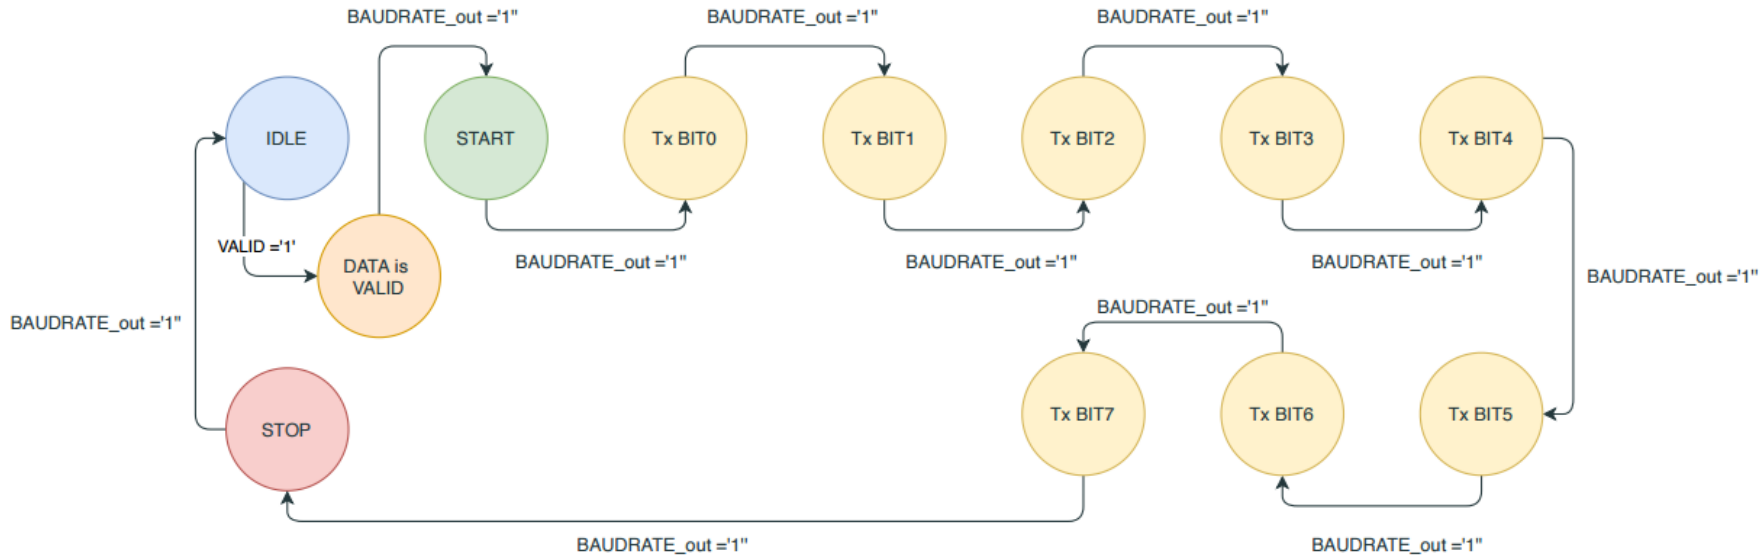 BAUDRATE_out ='1"
BAUDRATE_out ='1"
BAUDRATE_out ='1"
IDLE
START
Tx BIT0
Tx BIT1
Tx BIT2
Tx BIT3
Tx BIT4
VALID ='1'
DATA is
VALID
BAUDRATE_out ='1"
BAUDRATE_out ='1"
BAUDRATE_out ='1"
BAUDRATE_out ='1"
BAUDRATE_out ='1"
BAUDRATE_out ='1"
STOP
Tx BIT7
Tx BIT6
Tx BIT5
BAUDRATE_out ='1"
BAUDRATE_out ='1"